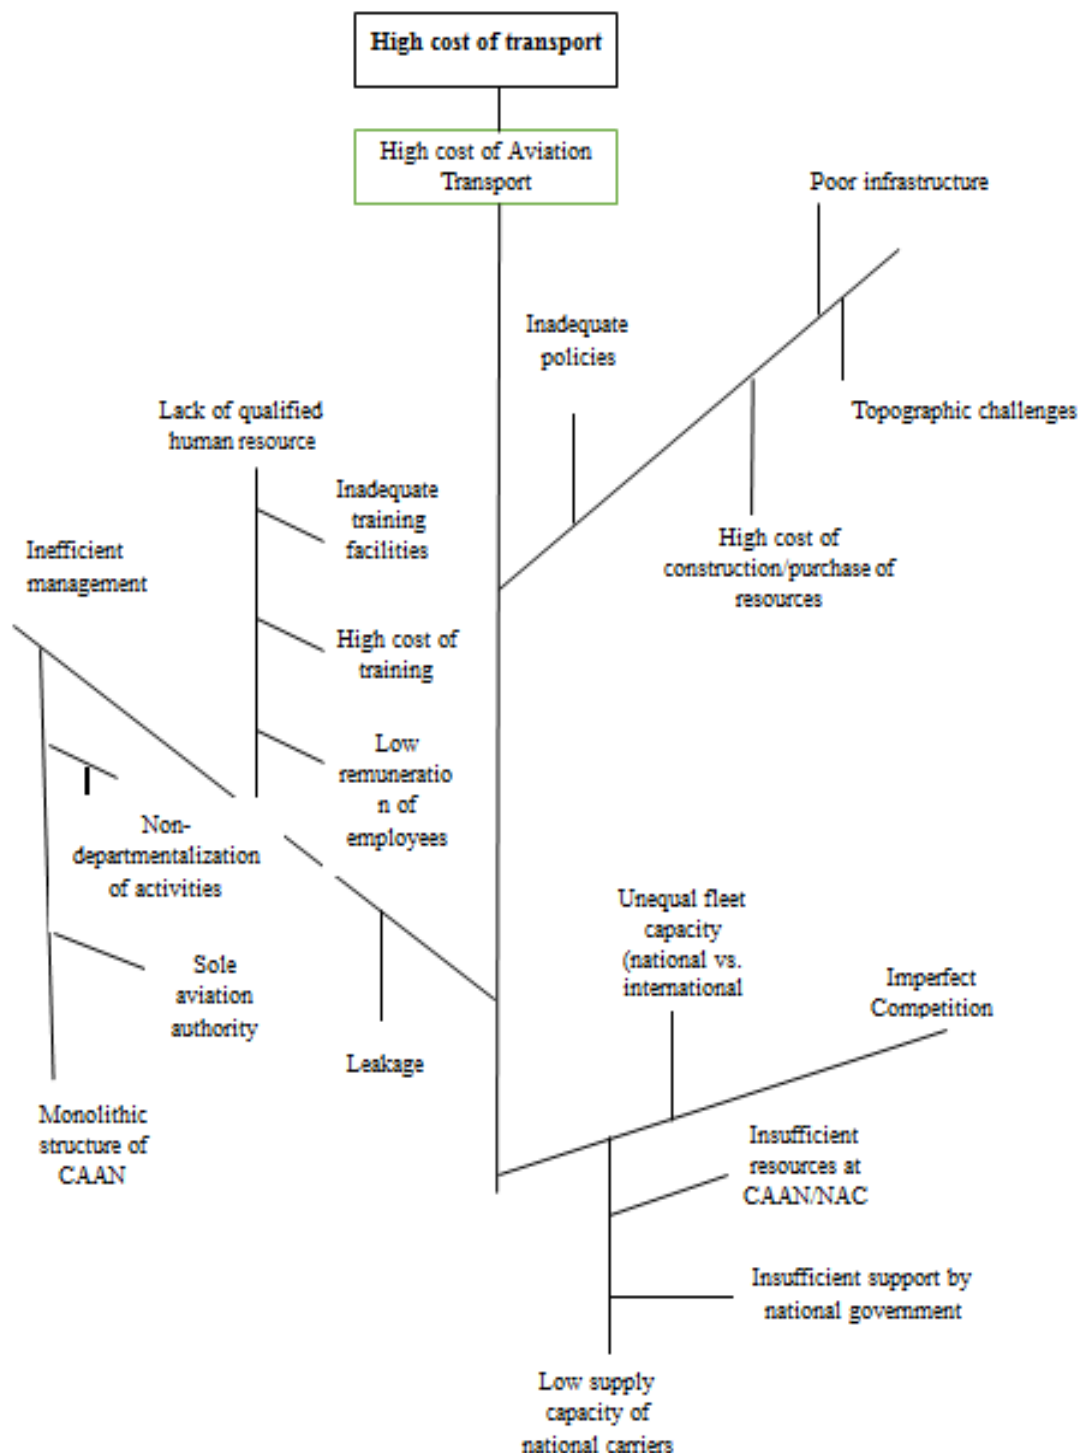 High cost of transport
High cost of Aviation
Transport
Poor infrastructure
Inadequate
policies
Topographic challenges
High cost of
construction/purchase of
resources
Lack of qualified
human resource
Inadequate
training
facilities
High cost of
training
Low
remuneratio
n of
employees
Inefficient
management
Non-
departmentalization
of activities
Sole
aviation
authority
Monolithic
structure of
CAAN
Leakage
Unequal fleet
capacity
(national vs.
international
Imperfect
Competition
Insufficient
resources at
CAAN/NAC
Insufficient support by
national government
Low supply
capacity of
national carriers